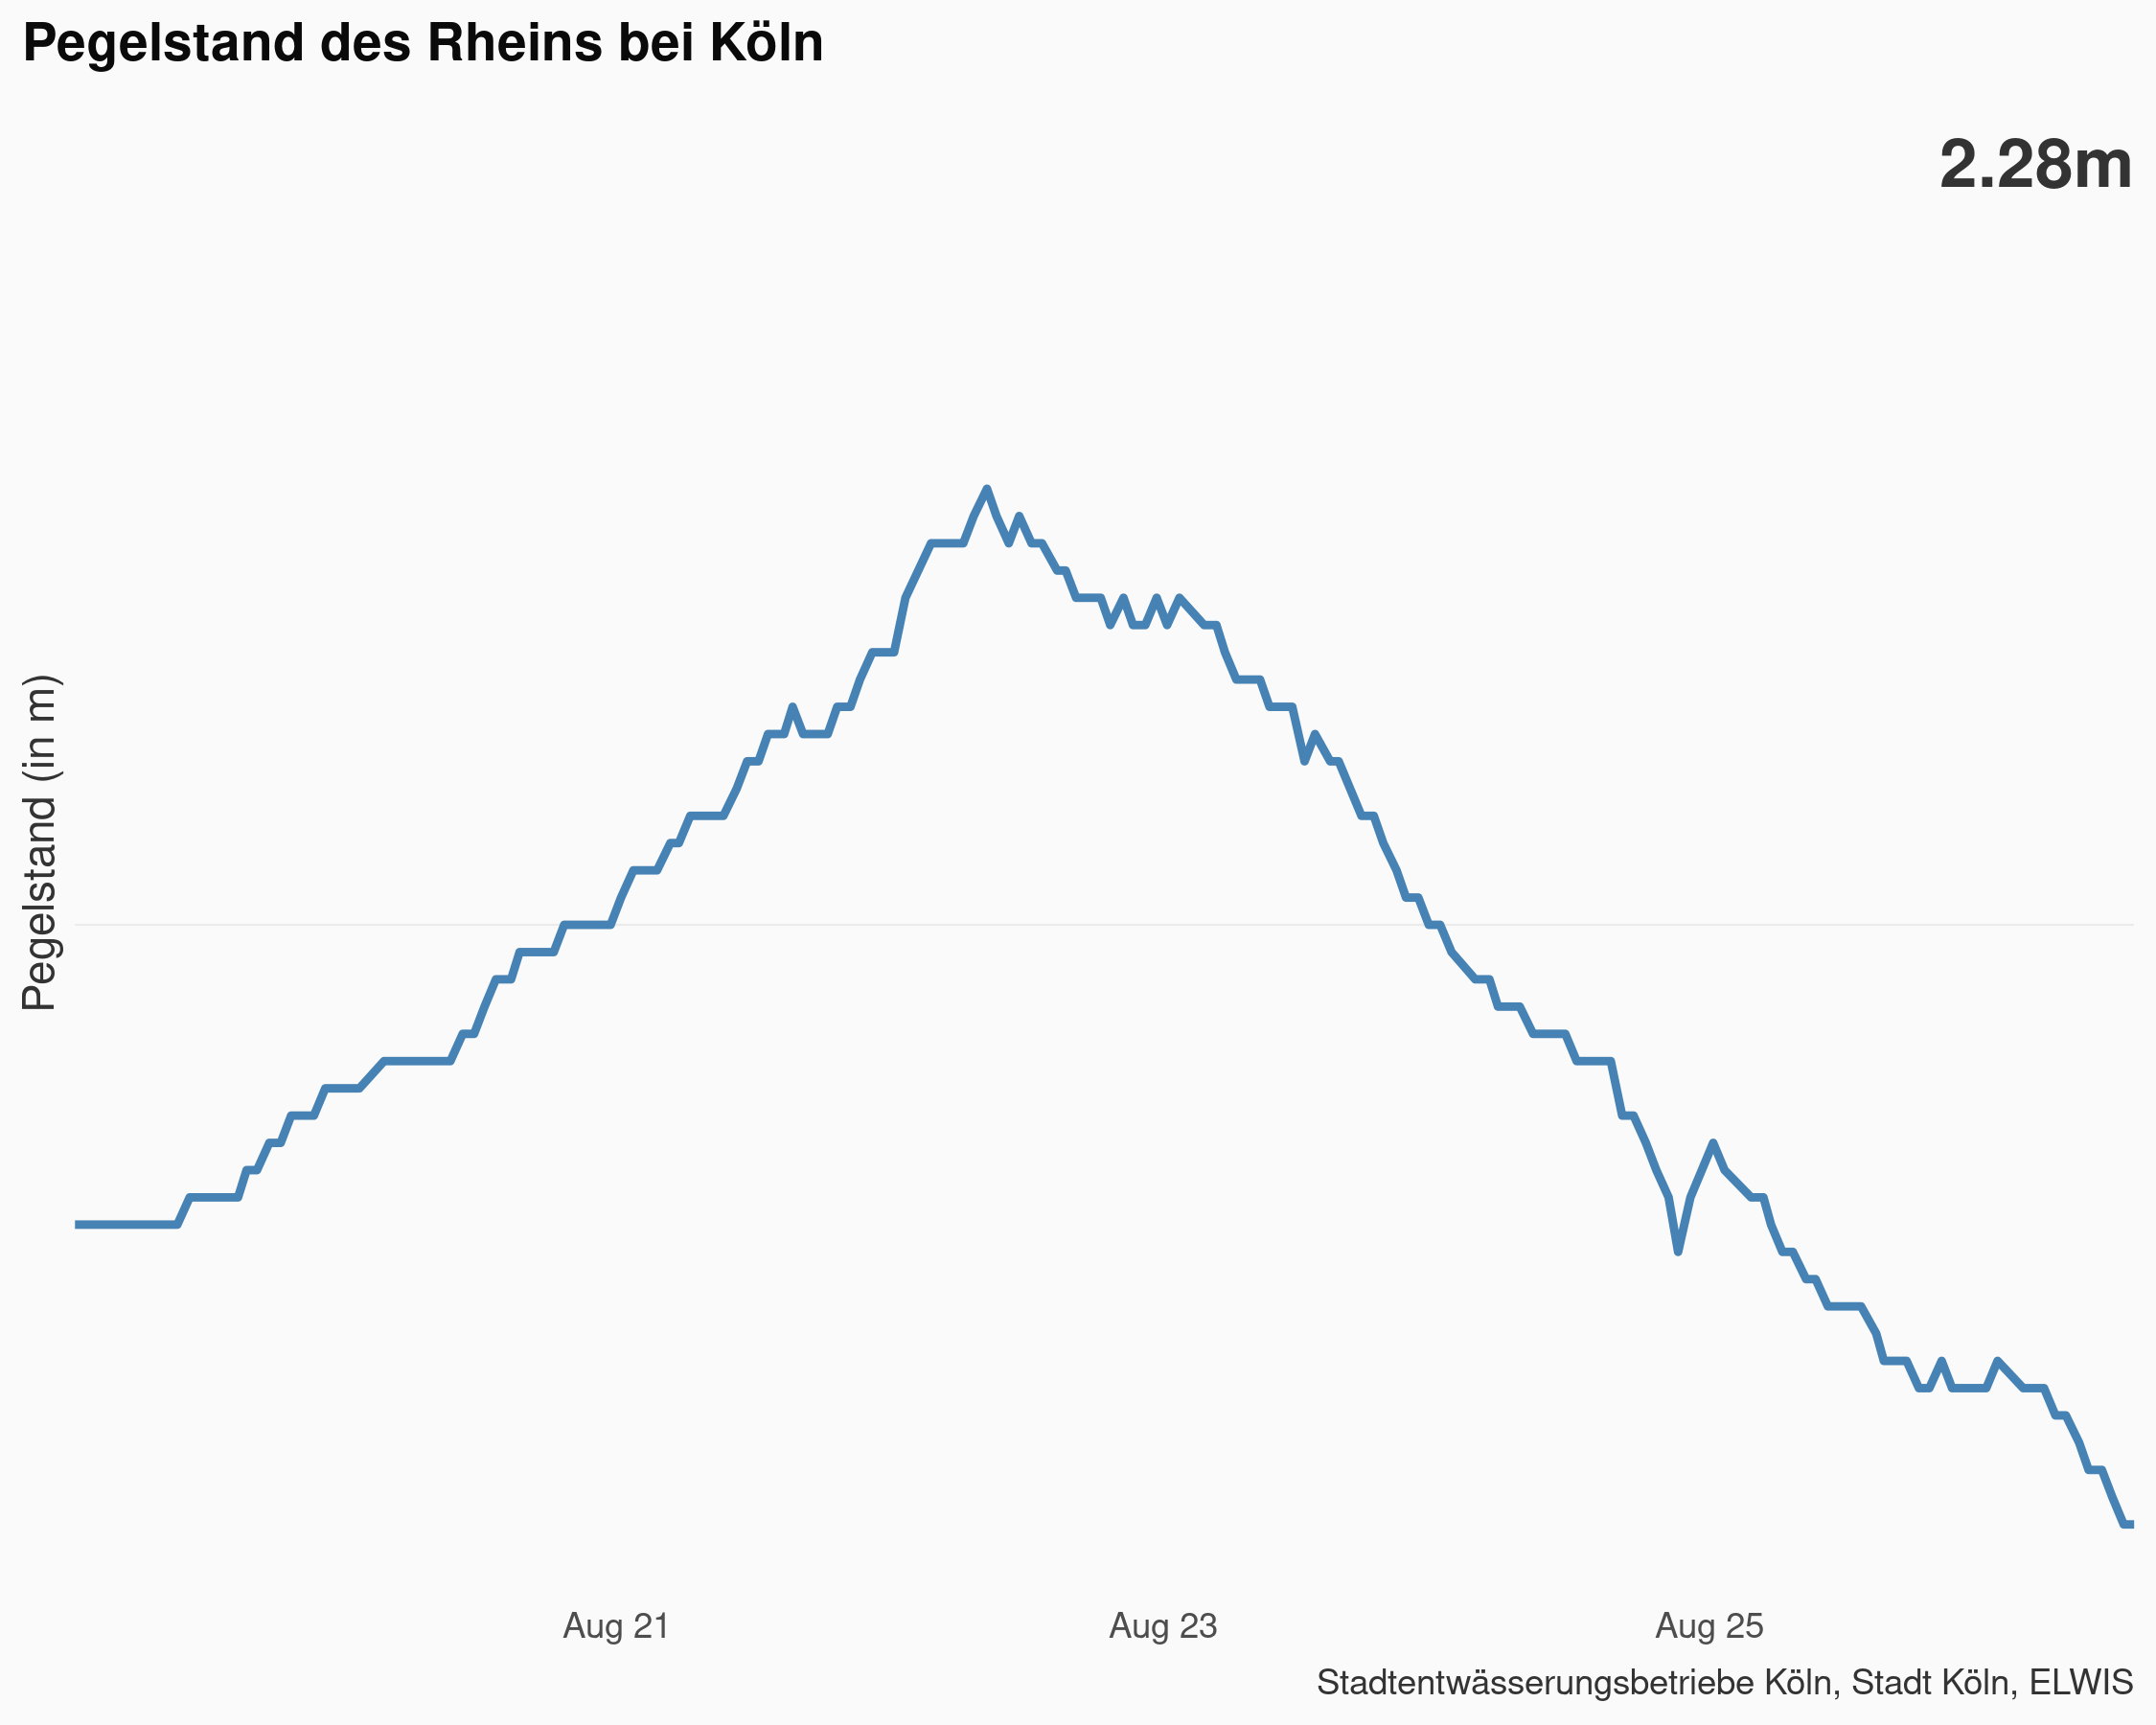 Pegelstand des Rheins bei Köln
2.28m
Pegelstand (in m)
Aug 21
Aug 23
Aug 25
Stadtentwässerungsbetriebe Köln, Stadt Köln, ELWIS